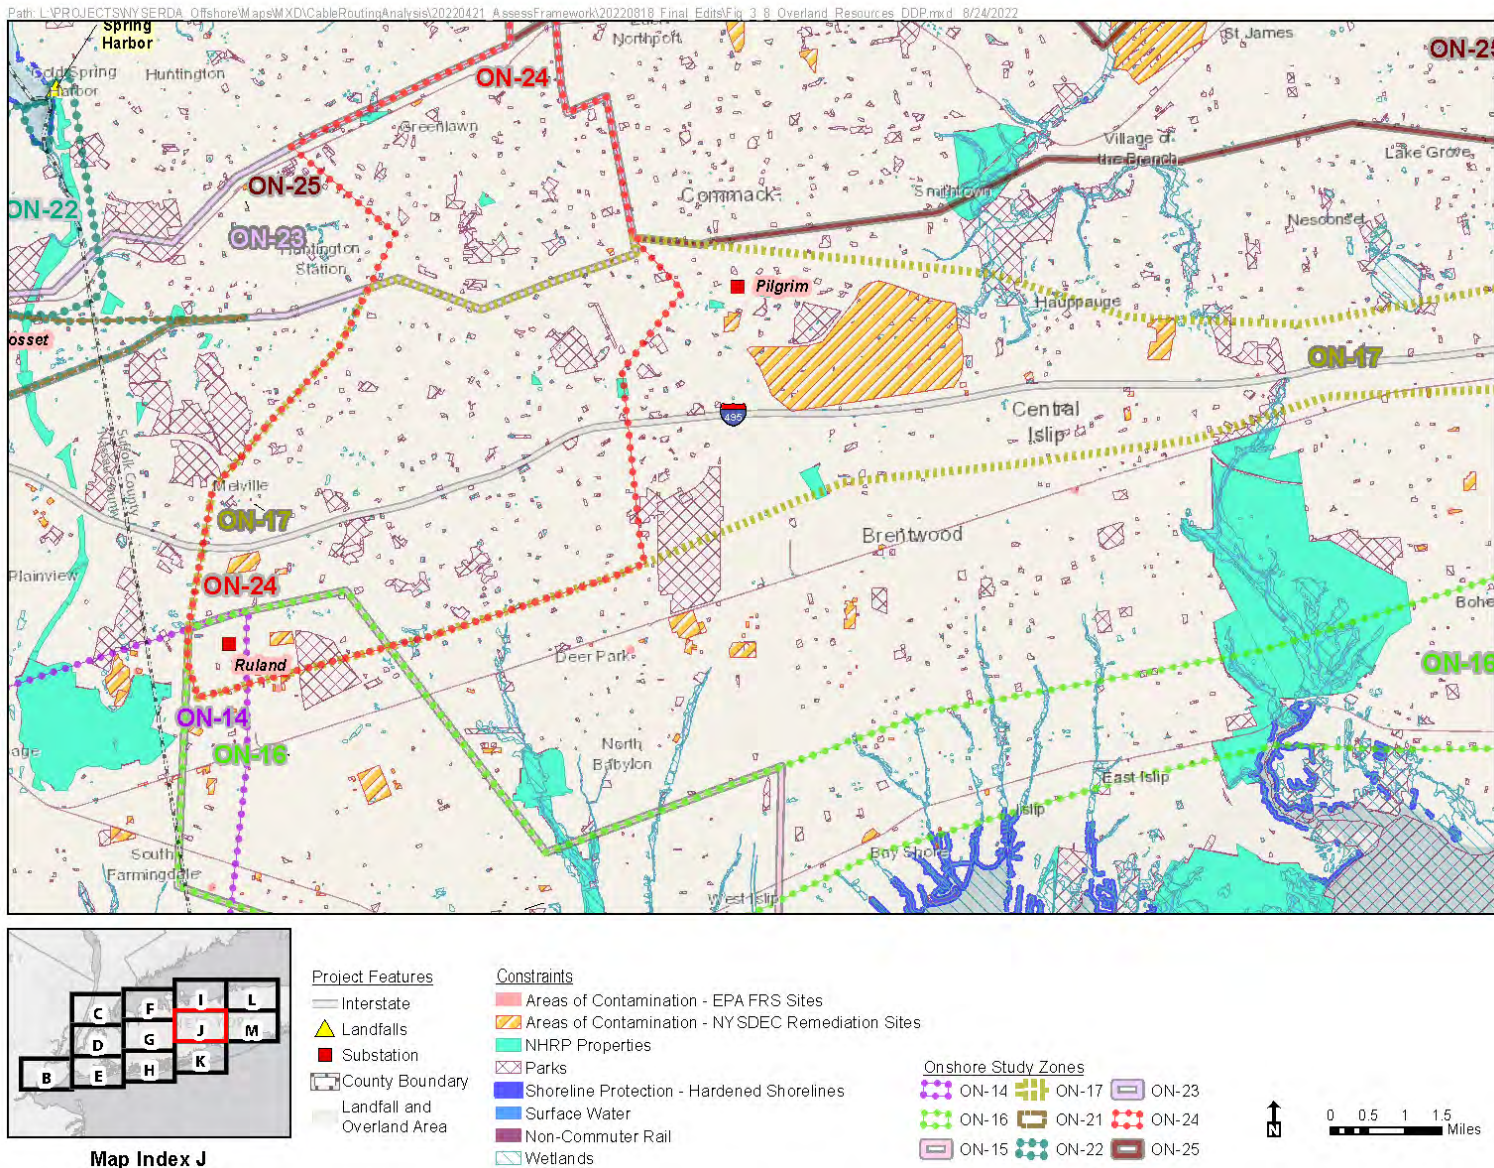 Path: L:\PROJECTS\NYSERDA_Offshore\Maps\MXD\CableRoutingAnalysis\20220421_AssessFramework\20220818_Final_Edits\Fig_3_8_Overland_Resources_DDP.mxd 8/24/2022
Spring
Harbor
Northport
St James
ON-25
Cold Spring
Harbor
Huntington
ON-24
Greenlawn
Village of
the Branch
Lake Grove
ON-25
Commack
Smithtown
ON-22
Nesconset
ON-23
Huntington
Station
Pilgrim
Hauppauge
osset
ON-17
495
Central
Islip
Suffolk County
Nassau County
Melville
ON-17
Brentwood
Plainview
ON-24
Bohe
Ruland
Deer Park
ON-16
ON-14
ON-16
North
Babylon
age
East Islip
Islip
South
Farmingdale
Bay Shore
West Islip
C
F
I
L
D
G
J
M
B
E
H
K
Map Index J
Project Features
Interstate
Landfalls
Substation
County Boundary
Landfall and
Overland Area
Constraints
Areas of Contamination - EPA FRS Sites
Areas of Contamination - NYSDEC Remediation Sites
NHRP Properties
Parks
Shoreline Protection - Hardened Shorelines
Surface Water
Non-Commuter Rail
Wetlands
Onshore Study Zones
ON-14 ON-17 ON-23
ON-16 ON-21 ON-24
ON-15 ON-22 ON-25
N
0 0.5 1 1.5
Miles